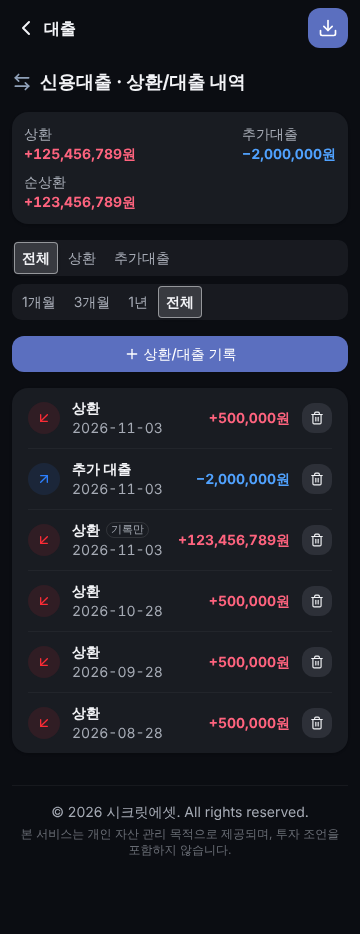 대출
신용대출 · 상환/대출 내역
상환 추가대출
+125,456,789원 −2,000,000원
순상환
+123,456,789원
전체 상환 추가대출
1개월 3개월 1년 전체
+ 상환/대출 기록
상환
+500,000원
2026-11-03
추가 대출
−2,000,000원
2026-11-03
상환 기록만
+123,456,789원
2026-11-03
상환
+500,000원
2026-10-28
상환
+500,000원
2026-09-28
상환
+500,000원
2026-08-28
© 2026 시크릿에셋. All rights reserved.
본 서비스는 개인 자산 관리 목적으로 제공되며, 투자 조언을
포함하지 않습니다.